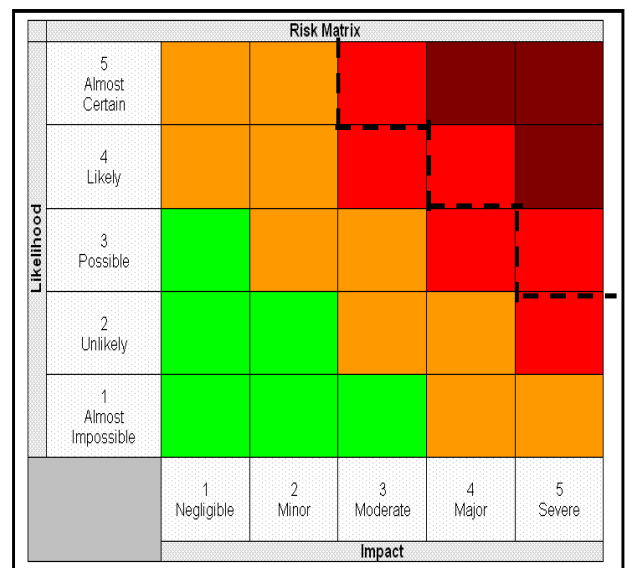 Risk Matrix
Likelihood
5
Almost
Certain
4
Likely
3
Possible
2
Unlikely
1
Almost
Impossible
1
Negligible
2
Minor
3
Moderate
4
Major
5
Severe
Impact